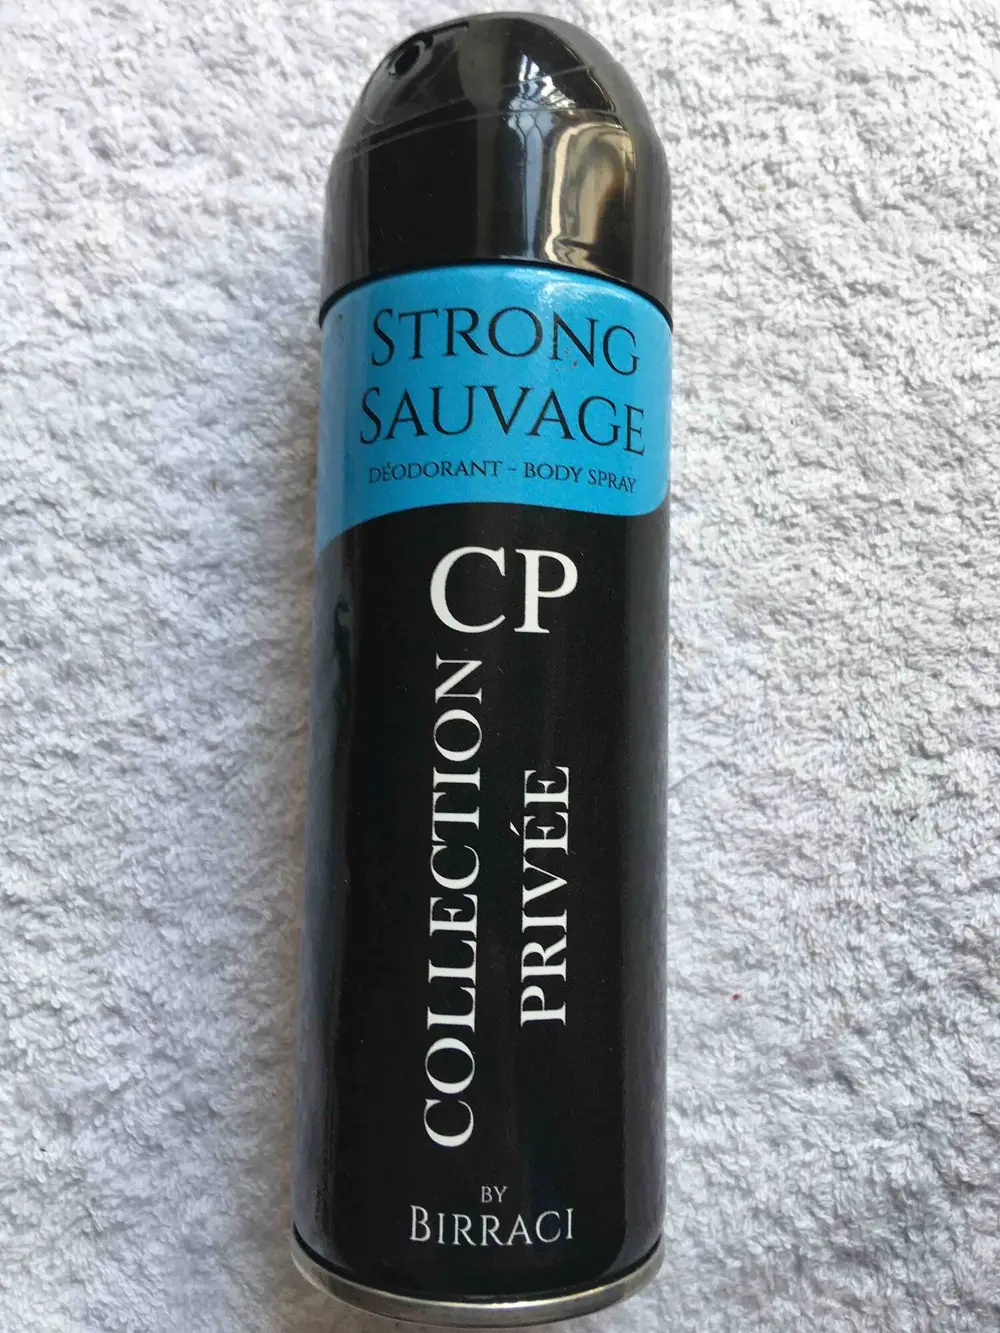 STRONG
SAUVAGE
DÉODORANT - BODY SPRAY
CP
COLLECTION
PRIVÉE
BY
BIRRACI